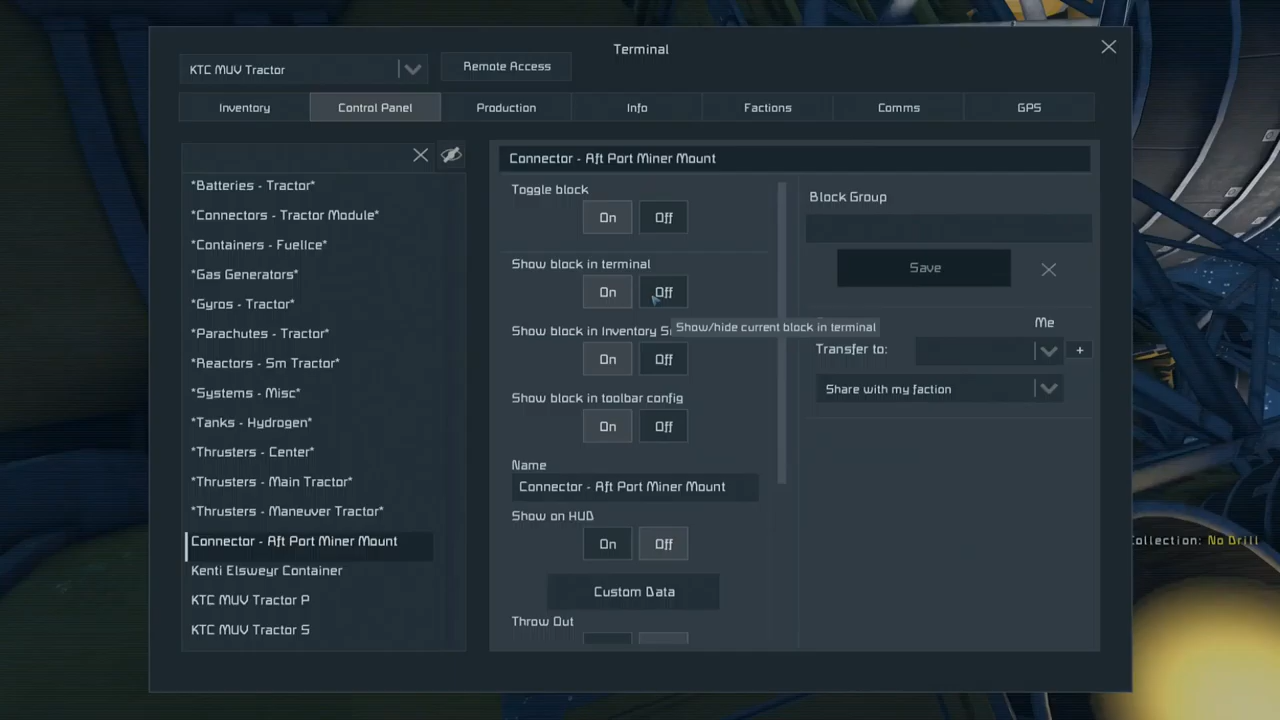 Terminal
KTC MUV Tractor
Remote Access
Inventory
Control Panel
Production
Info
Factions
Comms
GPS
*Batteries - Tractor*
*Connectors - Tractor Module*
*Containers - FuelIce*
*Gas Generators*
*Gyros - Tractor*
*Parachutes - Tractor*
*Reactors - Sm Tractor*
*Systems - Misc*
*Tanks - Hydrogen*
*Thrusters - Center*
*Thrusters - Main Tractor*
*Thrusters - Maneuver Tractor*
Connector - Aft Port Miner Mount
Kenti Elsweyr Container
KTC MUV Tractor P
KTC MUV Tractor S
Connector - Aft Port Miner Mount
Toggle block
On Off
Show block in terminal
On Off
Show/hide current block in terminal
Show block in Inventory
On Off
Show block in toolbar config
On Off
Name
Connector - Aft Port Miner Mount
Show on HUD
On Off
Custom Data
Throw Out
Block Group
Save
Me
Transfer to:
+
Share with my faction
ollection: No Drill